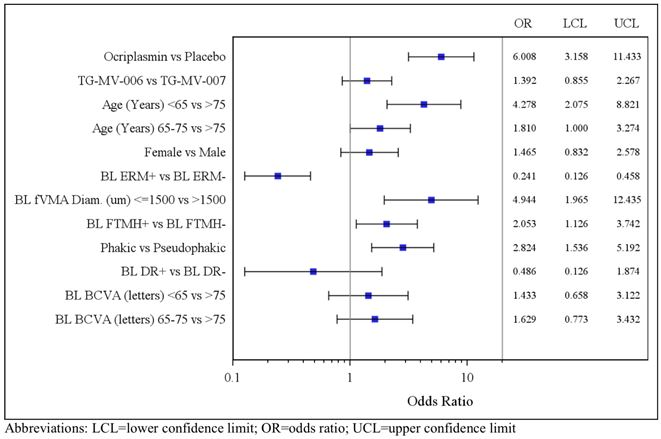 OR LCL UCL
Ocriplasmin vs Placebo 6.008 3.158 11.433
TG-MV-006 vs TG-MV-007 1.392 0.855 2.267
Age (Years) <65 vs >75 4.278 2.075 8.821
Age (Years) 65-75 vs >75 1.810 1.000 3.274
Female vs Male 1.465 0.832 2.578
BL ERM+ vs BL ERM- 0.241 0.126 0.458
BL fVMA Diam. (um) <=1500 vs >1500 4.944 1.965 12.435
BL FTMH+ vs BL FTMH- 2.053 1.126 3.742
Phakic vs Pseudophakic 2.824 1.536 5.192
BL DR+ vs BL DR- 0.486 0.126 1.874
BL BCVA (letters) <65 vs >75 1.433 0.658 3.122
BL BCVA (letters) 65-75 vs >75 1.629 0.773 3.432
0.1 1 10
Odds Ratio
Abbreviations: LCL=lower confidence limit; OR=odds ratio; UCL=upper confidence limit